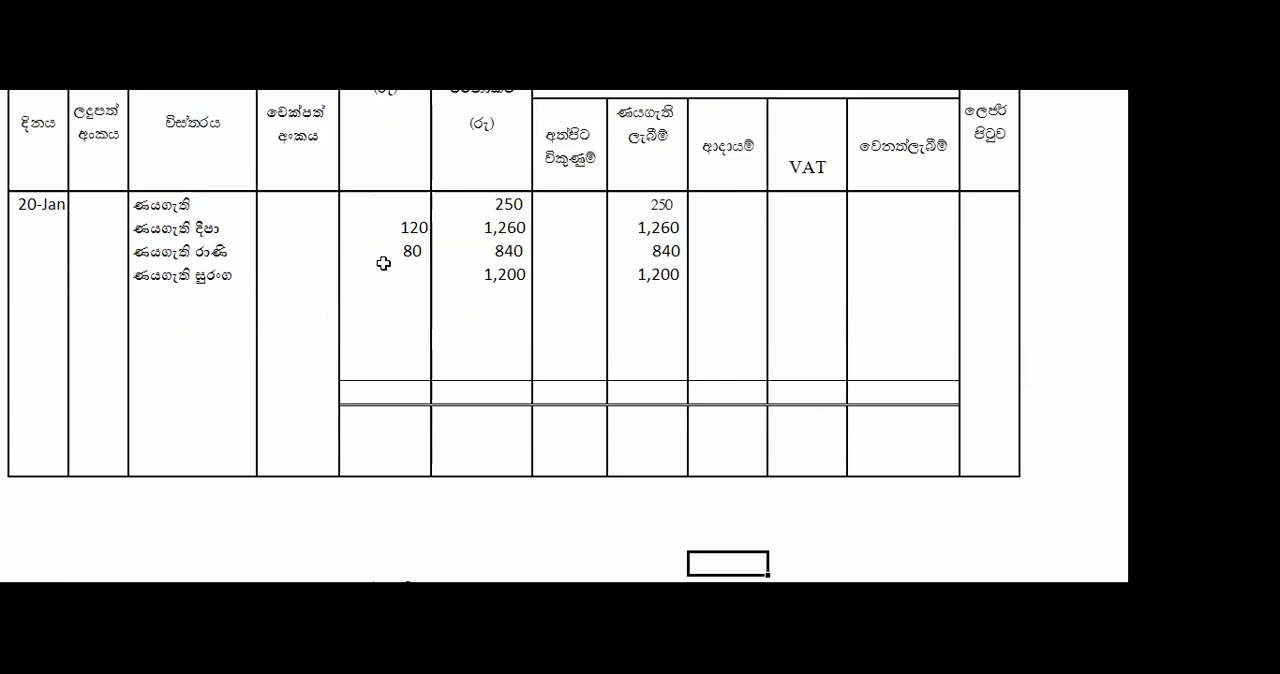 (රු)
දිනය ලදුපත් අංකය විස්තරය චෙක්පත් අංකය (රු) අත්පිට විකුණුම් ණයගැති ලැබීම් ආදායම් VAT වෙනත්ලැබීම් ලෙජර් පිටුව
20-Jan ණයගැති 250 250
ණයගැති දීපා 120 1,260 1,260
ණයගැති රාණි 80 840 840
ණයගැති සුරංග 1,200 1,200